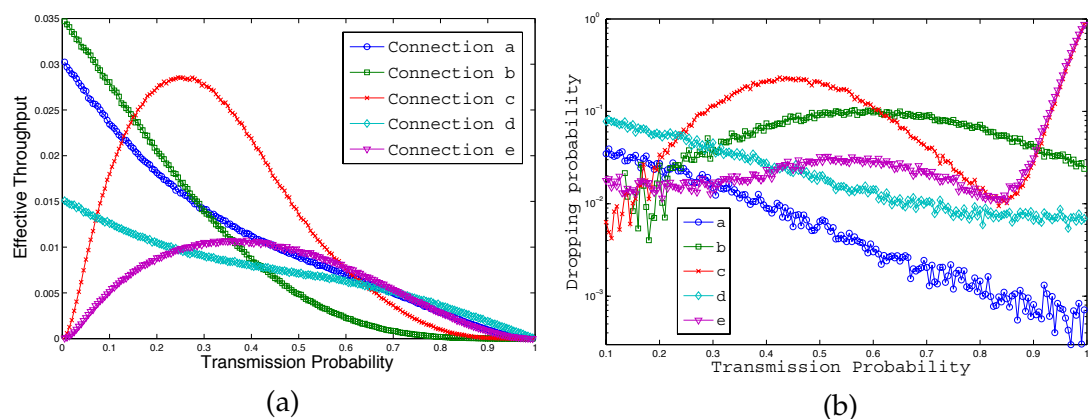 0.035
0.03
0.025
0.02
0.015
0.01
0.005
0
Effective Throughput
Connection a
Connection b
Connection c
Connection d
Connection e
0 0.1 0.2 0.3 0.4 0.5 0.6 0.7 0.8 0.9 1
Transmission Probability
(a)
10^0
10^-1
10^-2
10^-3
Dropping probability
a
b
c
d
e
0.1 0.2 0.3 0.4 0.5 0.6 0.7 0.8 0.9 1
Transmission Probability
(b)